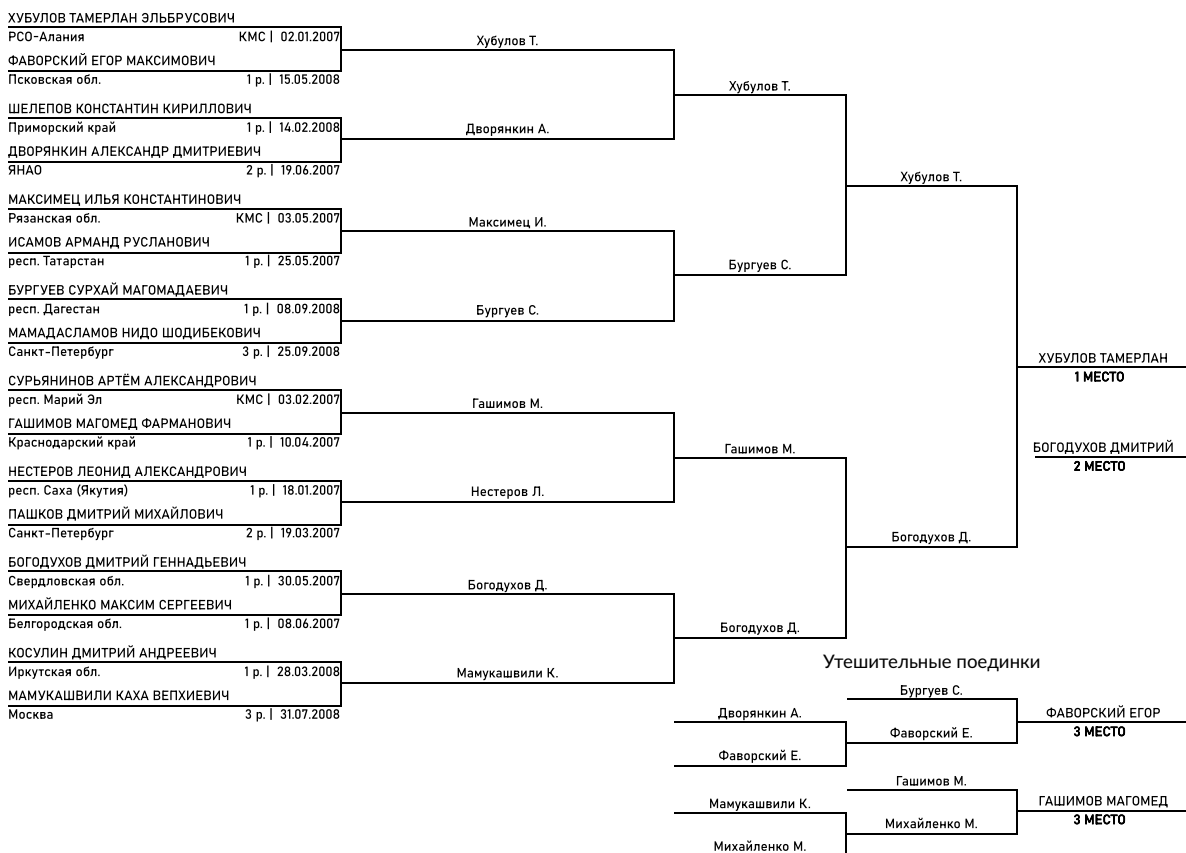 ХУБУЛОВ ТАМЕРЛАН ЭЛЬБРУСОВИЧ
РСО-Алания КМС | 02.01.2007
ФАВОРСКИЙ ЕГОР МАКСИМОВИЧ
Псковская обл. 1 р. | 15.05.2008
ШЕЛЕПОВ КОНСТАНТИН КИРИЛЛОВИЧ
Приморский край 1 р. | 14.02.2008
ДВОРЯНКИН АЛЕКСАНДР ДМИТРИЕВИЧ
ЯНАО 2 р. | 19.06.2007
МАКСИМЕЦ ИЛЬЯ КОНСТАНТИНОВИЧ
Рязанская обл. КМС | 03.05.2007
ИСАМОВ АРМАНД РУСЛАНОВИЧ
респ. Татарстан 1 р. | 25.05.2007
БУРГУЕВ СУРХАЙ МАГОМАДАЕВИЧ
респ. Дагестан 1 р. | 08.09.2008
МАМАДАСЛАМОВ НИДО ШОДИБЕКОВИЧ
Санкт-Петербург 3 р. | 25.09.2008
СУРЬЯНИНОВ АРТЁМ АЛЕКСАНДРОВИЧ
респ. Марий Эл КМС | 03.02.2007
ГАШИМОВ МАГОМЕД ФАРМАНОВИЧ
Краснодарский край 1 р. | 10.04.2007
НЕСТЕРОВ ЛЕОНИД АЛЕКСАНДРОВИЧ
респ. Саха (Якутия) 1 р. | 18.01.2007
ПАШКОВ ДМИТРИЙ МИХАЙЛОВИЧ
Санкт-Петербург 2 р. | 19.03.2007
БОГОДУХОВ ДМИТРИЙ ГЕННАДЬЕВИЧ
Свердловская обл. 1 р. | 30.05.2007
МИХАЙЛЕНКО МАКСИМ СЕРГЕЕВИЧ
Белгородская обл. 1 р. | 08.06.2007
КОСУЛИН ДМИТРИЙ АНДРЕЕВИЧ
Иркутская обл. 1 р. | 28.03.2008
МАМУКАШВИЛИ КАХА ВЕПХИЕВИЧ
Москва 3 р. | 31.07.2008
Хубулов Т.
Дворянкин А.
Максимец И.
Бургуев С.
Гашимов М.
Нестеров Л.
Богодухов Д.
Мамукашвили К.
Хубулов Т.
Бургуев С.
Гашимов М.
Богодухов Д.
Хубулов Т.
Богодухов Д.
ХУБУЛОВ ТАМЕРЛАН
1 МЕСТО
БОГОДУХОВ ДМИТРИЙ
2 МЕСТО
Утешительные поединки
Дворянкин А.
Фаворский Е.
Бургуев С.
Фаворский Е.
ФАВОРСКИЙ ЕГОР
3 МЕСТО
Мамукашвили К.
Михайленко М.
Гашимов М.
Михайленко М.
ГАШИМОВ МАГОМЕД
3 МЕСТО